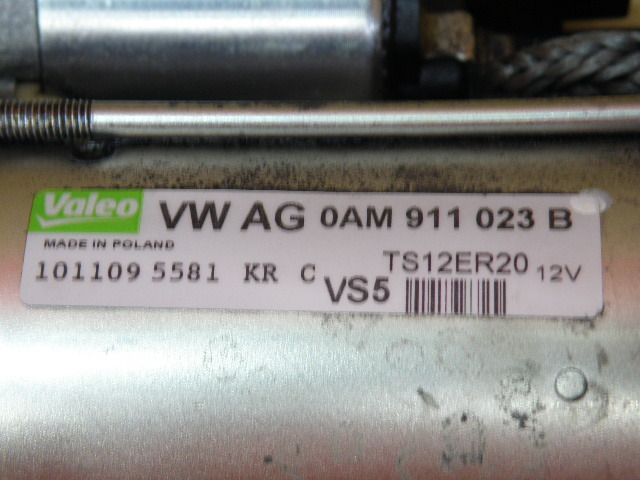 Valeo VW AG 0AM 911 023 B
MADE IN POLAND
101109 5581 KR C TS12ER20 12V
VS5